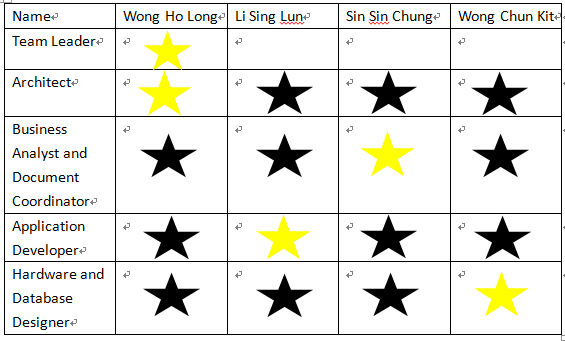 Name Wong Ho Long Li Sing Lun Sin Sin Chung Wong Chun Kit
Team Leader
Architect
Business
Analyst and
Document
Coordinator
Application
Developer
Hardware and
Database
Designer